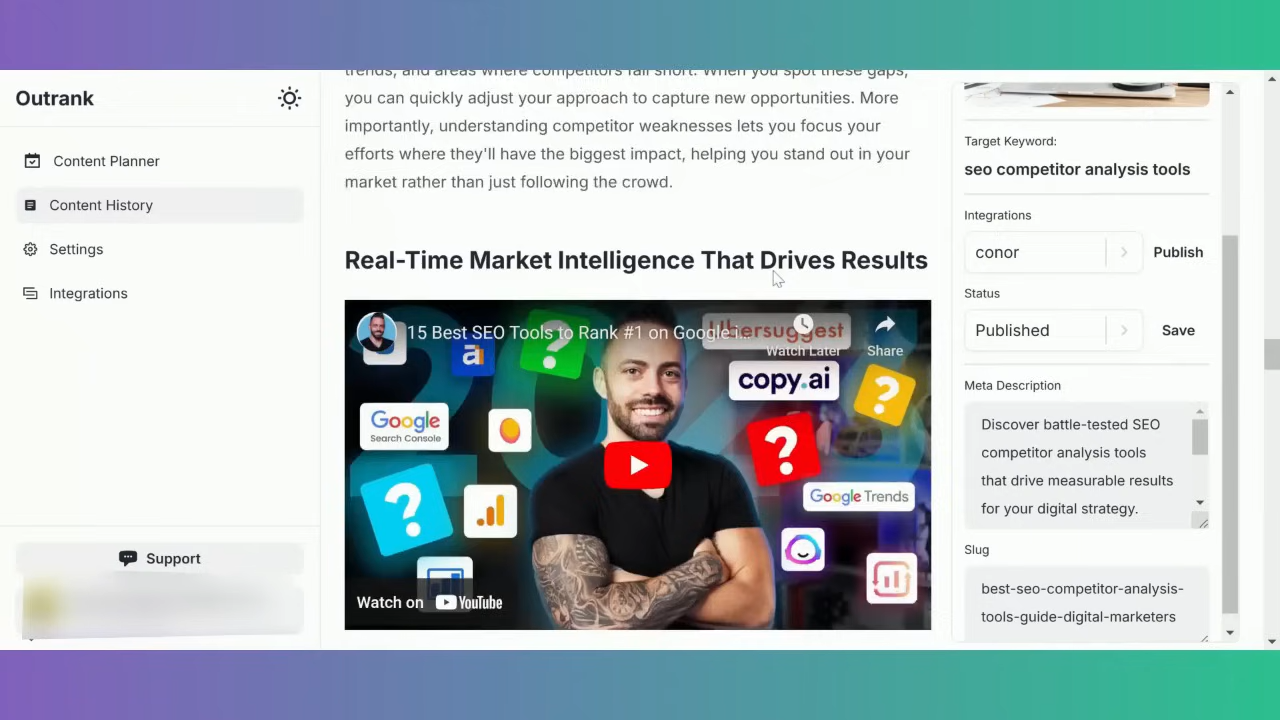 Outrank
Content Planner
Content History
Settings
Integrations
Support
trends, and areas where competitors fall short. When you spot these gaps,
you can quickly adjust your approach to capture new opportunities. More
importantly, understanding competitor weaknesses lets you focus your
efforts where they'll have the biggest impact, helping you stand out in your
market rather than just following the crowd.
Real-Time Market Intelligence That Drives Results
15 Best SEO Tools to Rank #1 on Google i...
Ubersuggest
Watch Later
Share
a
?
copy.ai
?
Google
Search Console
?
?
Google Trends
Watch on YouTube
Target Keyword:
seo competitor analysis tools
Integrations
conor
Publish
Status
Published
Save
Meta Description
Discover battle-tested SEO
competitor analysis tools
that drive measurable results
for your digital strategy.
Slug
best-seo-competitor-analysis-
tools-guide-digital-marketers